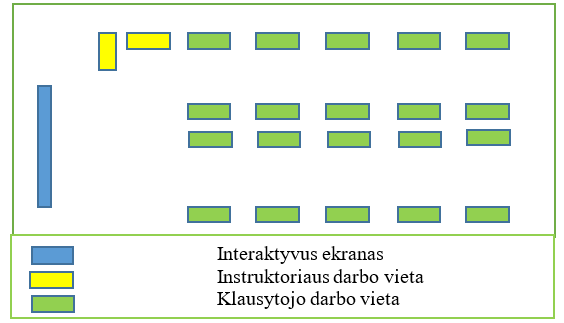 Interaktyvus ekranas
Instruktoriaus darbo vieta
Klausytojo darbo vieta